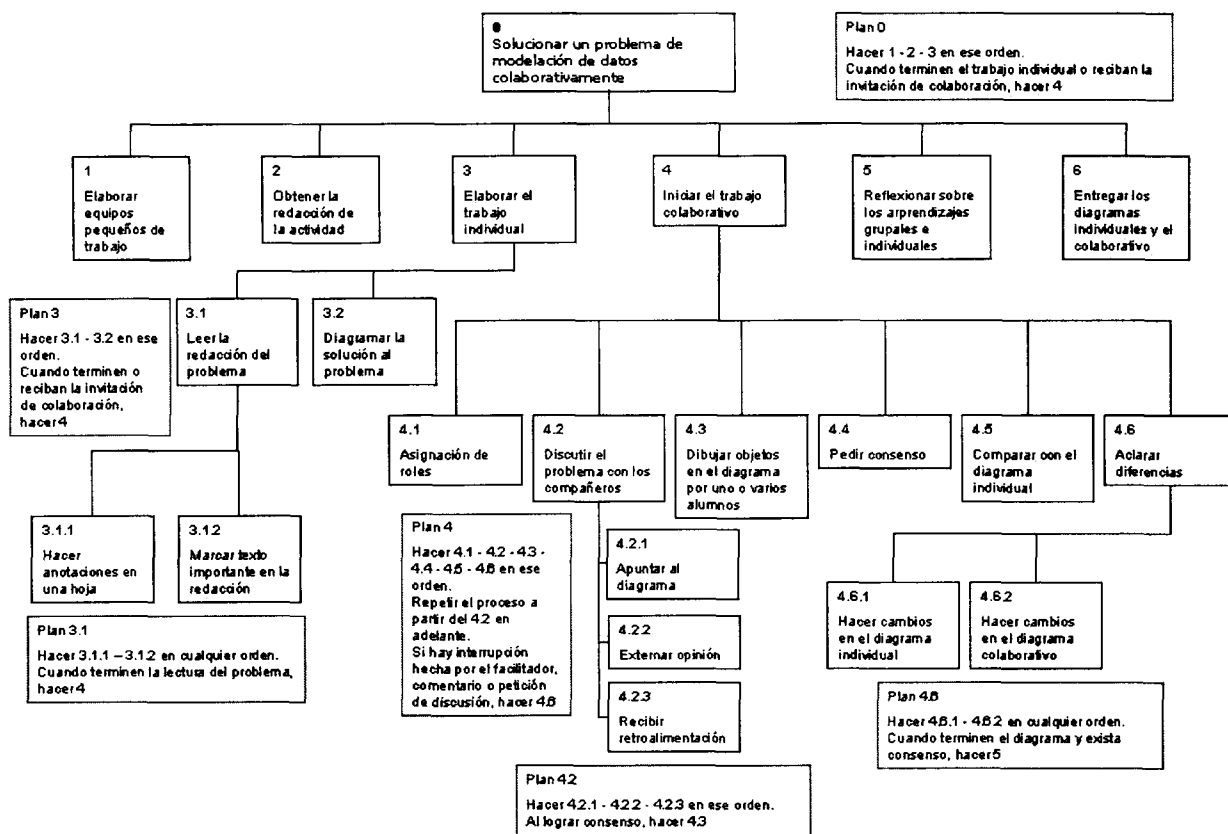 0
Solucionar un problema de
modelación de datos
colaborativamente
Plan 0
Hacer 1 - 2 - 3 en ese orden.
Cuando terminen el trabajo individual o reciban la
invitación de colaboración, hacer 4
1
Elaborar
equipos
pequeños de
trabajo
2
Obtener la
redacción de
la actividad
3
Elaborar el
trabajo
individual
4
Iniciar el trabajo
colaborativo
5
Reflexionar sobre
los arprendizajes
grupales e
individuales
6
Entregar los
diagramas
individuales y el
colaborativo
Plan 3
Hacer 3.1 - 3.2 en ese
orden.
Cuando terminen o
reciban la invitación
de colaboración,
hacer 4
3.1
Leer la
redacción del
problema
3.2
Diagramar la
solución al
problema
4.1
Asignación de
roles
4.2
Discutir el
problema con los
compañeros
4.3
Dibujar objetos
en el diagrama
por uno o varios
alumnos
4.4
Pedir consenso
4.5
Comparar con el
diagrama
individual
4.6
Aclarar
diferencias
3.1.1
Hacer
anotaciones en
una hoja
3.1.2
Marcar texto
importante en la
redacción
Plan 3.1
Hacer 3.1.1 – 3.1.2 en cualquier orden.
Cuando terminen la lectura del problema,
hacer 4
Plan 4
Hacer 4.1 - 4.2 - 4.3 -
4.4 - 4.5 - 4.6 en ese
orden.
Repetir el proceso a
partir del 4.2 en
adelante.
Si hay interrupción
hecha por el facilitador,
comentario o petición
de discusión, hacer 4.6
4.2.1
Apuntar al
diagrama
4.2.2
Externar opinión
4.2.3
Recibir
retroalimentación
4.6.1
Hacer cambios
en el diagrama
individual
4.6.2
Hacer cambios
en el diagrama
colaborativo
Plan 4.6
Hacer 4.6.1 - 4.6.2 en cualquier orden.
Cuando terminen el diagrama y exista
consenso, hacer 5
Plan 4.2
Hacer 4.2.1 - 4.2.2 - 4.2.3 en ese orden.
Al lograr consenso, hacer 4.3